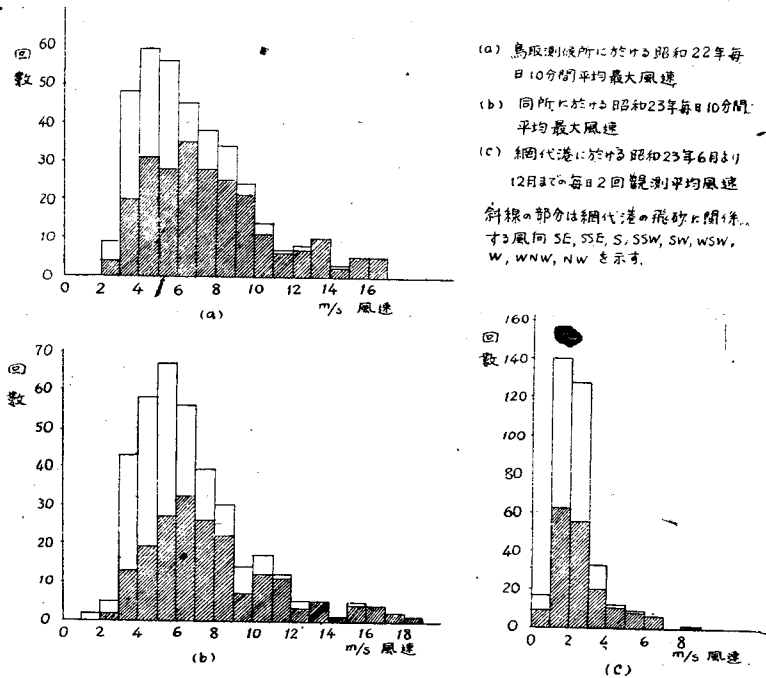 (a) 鳥取測候所に於ける昭和22年毎
日10分間平均最大風速
(b) 同所に於ける昭和23年毎日10分間
平均最大風速
(c) 網代港に於ける昭和23年6月より
12月までの毎日2回観測平均風速
斜線の部分は網代港の飛砂に関係
する風向 SE, SSE, S, SSW, SW, WSW,
W, WNW, NW を示す.
回数
60
50
40
30
20
10
0
0 2 4 6 8 10 12 14 16
m/s 風速
(a)
回数
70
60
50
40
30
20
10
0
0 2 4 6 8 10 12 14 16 18
m/s 風速
(b)
回数
160
140
120
100
80
60
40
20
0
0 2 4 6 8
m/s 風速
(C)